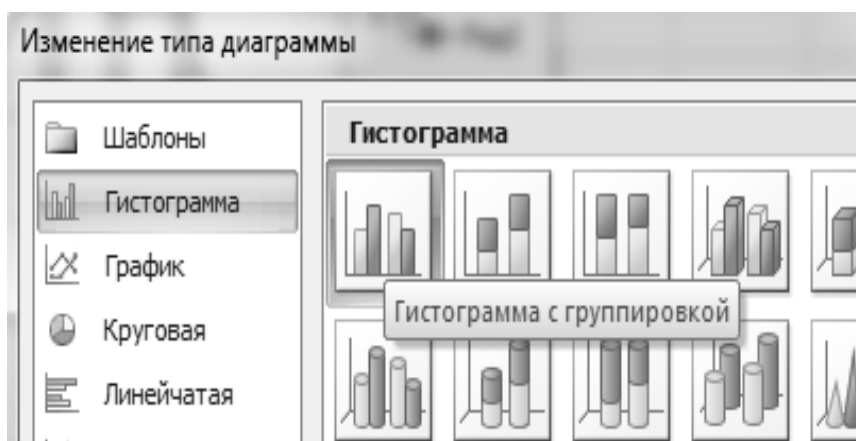 Изменение типа диаграммы
Шаблоны
Гистограмма
График
Круговая
Линейчатая
Гистограмма
Гистограмма с группировкой